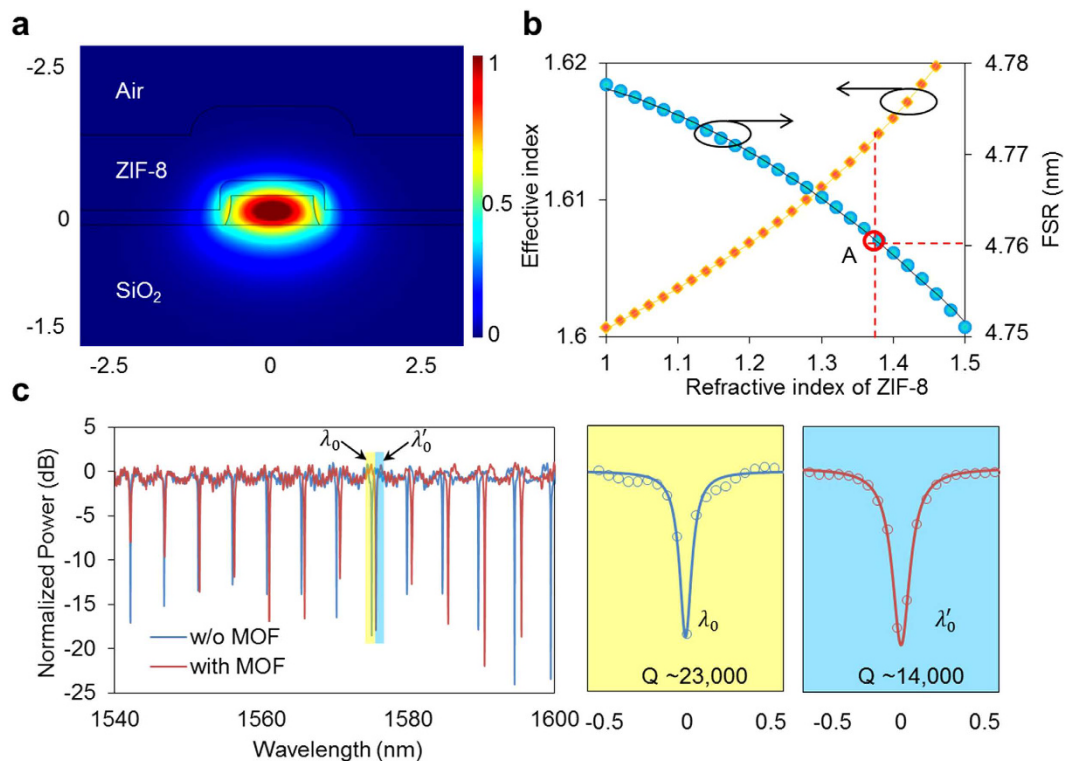 a
-2.5
0
-1.5
Air
ZIF-8
SiO₂
-2.5
0
2.5
1
0.5
0
b
1.62
1.61
1.6
Effective index
A
4.78
4.77
4.76
4.75
FSR (nm)
1
1.1
1.2
1.3
1.4
1.5
Refractive index of ZIF-8
c
5
0
-5
-10
-15
-20
-25
Normalized Power (dB)
λ₀
λ′₀
w/o MOF
with MOF
1540
1560
1580
1600
Wavelength (nm)
λ₀
Q ~23,000
-0.5
0
0.5
λ′₀
Q ~14,000
-0.5
0
0.5